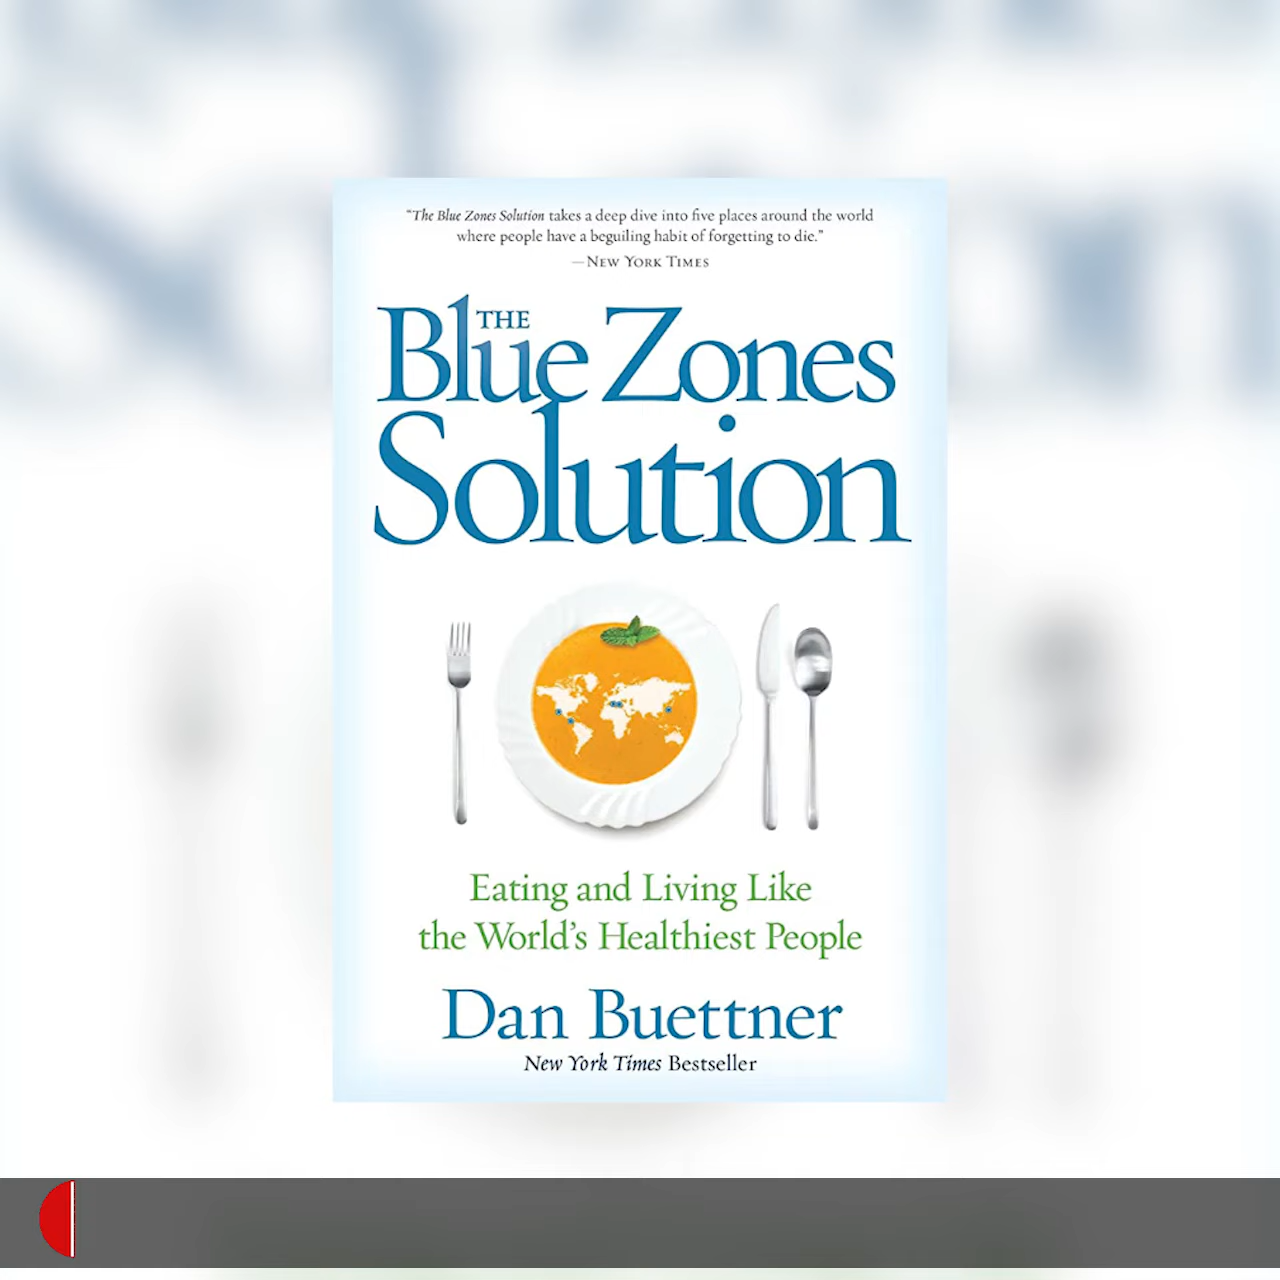 “The Blue Zones Solution takes a deep dive into five places around the world
where people have a beguiling habit of forgetting to die.”
—NEW YORK TIMES
THE
Blue Zones
Solution
Eating and Living Like
the World’s Healthiest People
Dan Buettner
New York Times Bestseller